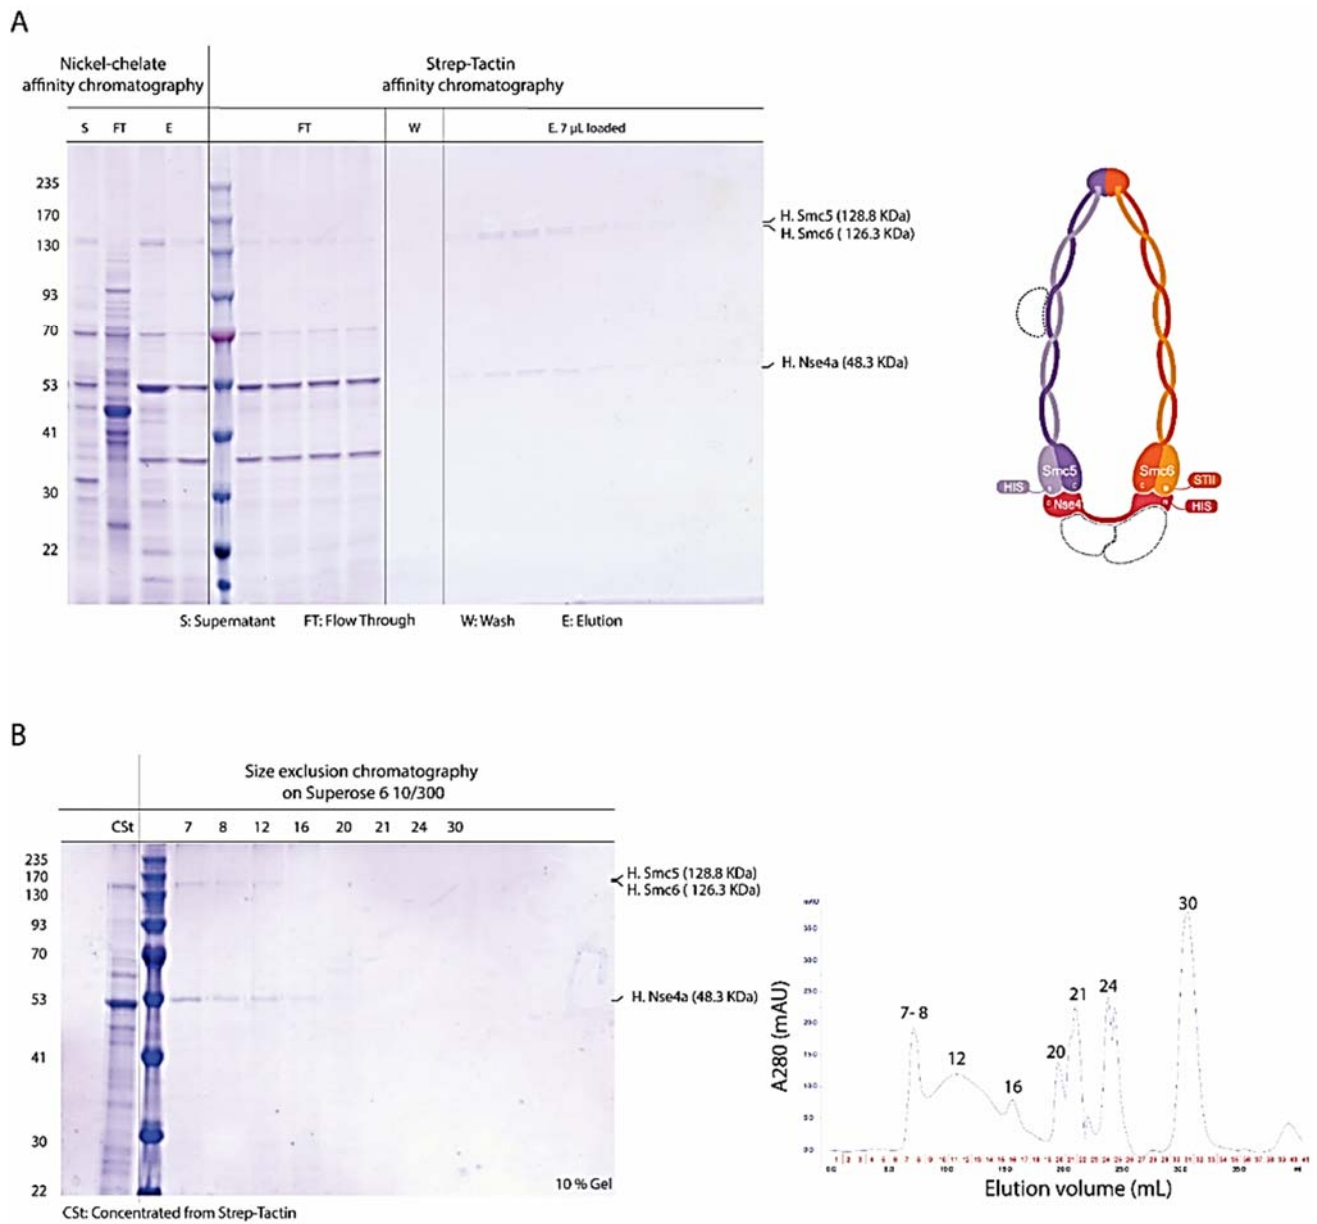 A
Nickel-chelate
affinity chromatography
Strep-Tactin
affinity chromatography
S FT E FT W E. 7 µL loaded
235
170
130
93
70
53
41
30
22
H. Smc5 (128.8 KDa)
H. Smc6 ( 126.3 KDa)
H. Nse4a (48.3 KDa)
S: Supernatant FT: Flow Through W: Wash E: Elution
Smc5 Smc6
HIS STII
Nse4 HIS
B
Size exclusion chromatography
on Superose 6 10/300
CSt 7 8 12 16 20 21 24 30
235
170
130
93
70
53
41
30
22
H. Smc5 (128.8 KDa)
H. Smc6 ( 126.3 KDa)
H. Nse4a (48.3 KDa)
10 % Gel
CSt: Concentrated from Strep-Tactin
A280 (mAU)
7- 8
12
16
20
21
24
30
Elution volume (mL)